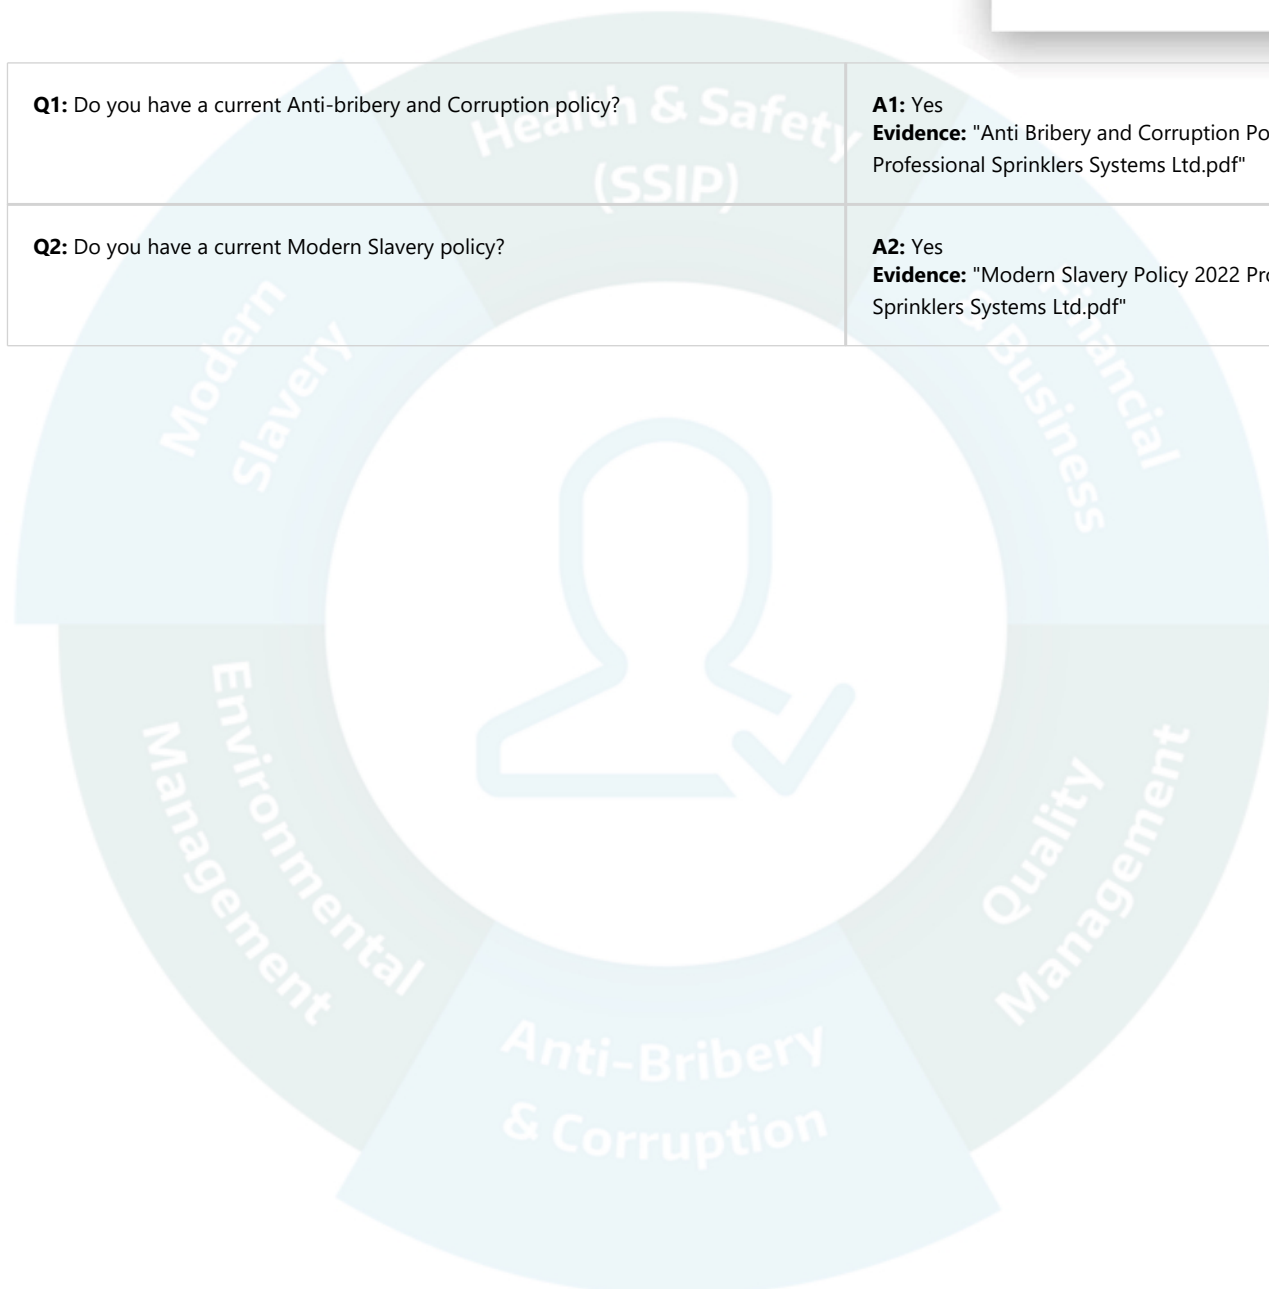 Q1: Do you have a current Anti-bribery and Corruption policy?
A1: Yes
Evidence: "Anti Bribery and Corruption Po
Professional Sprinklers Systems Ltd.pdf"
Q2: Do you have a current Modern Slavery policy?
A2: Yes
Evidence: "Modern Slavery Policy 2022 Pro
Sprinklers Systems Ltd.pdf"
Health & Safety
(SSIP)
Modern
Slavery
Financial
& Business
Environmental
Management
Quality
Management
Anti-Bribery
& Corruption